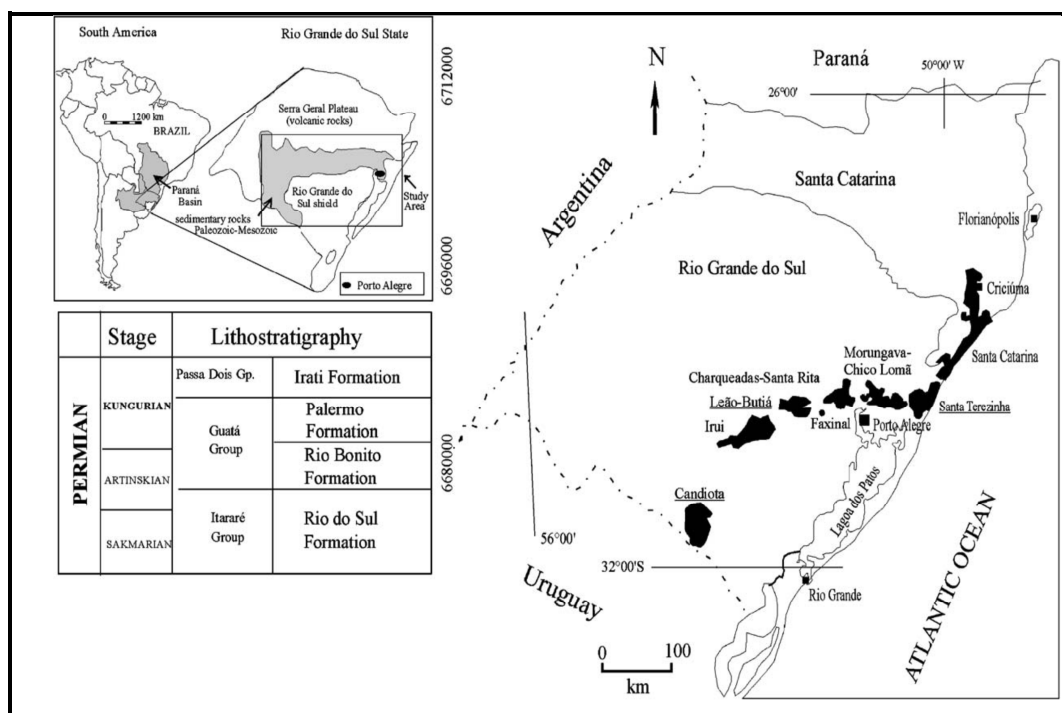 South America
Rio Grande do Sul State
Serra Geral Plateau
(volcanic rocks)
0 1200 km
BRAZIL
Paraná
Basin
Rio Grande do
Sul shield
Study
Area
sedimentary rocks
Paleozoic-Mesozoic
Porto Alegre
6712000
6696000
6680000
Stage Lithostratigraphy
PERMIAN
KUNGURIAN
ARTINSKIAN
SAKMARIAN
Passa Dois Gp.
Irati Formation
Guatá
Group
Palermo
Formation
Rio Bonito
Formation
Itararé
Group
Rio do Sul
Formation
N
Paraná
50°00' W
26°00'
Argentina
Santa Catarina
Florianópolis
Rio Grande do Sul
Criciúma
Santa Catarina
Morungava-
Chico Lomã
Charqueadas-Santa Rita
Leão-Butiá
Santa Terezinha
Irui
Faxinal
Porto Alegre
Candiota
Lagoa dos Patos
56°00'
32°00'S
Uruguay
Rio Grande
ATLANTIC OCEAN
0 100
km